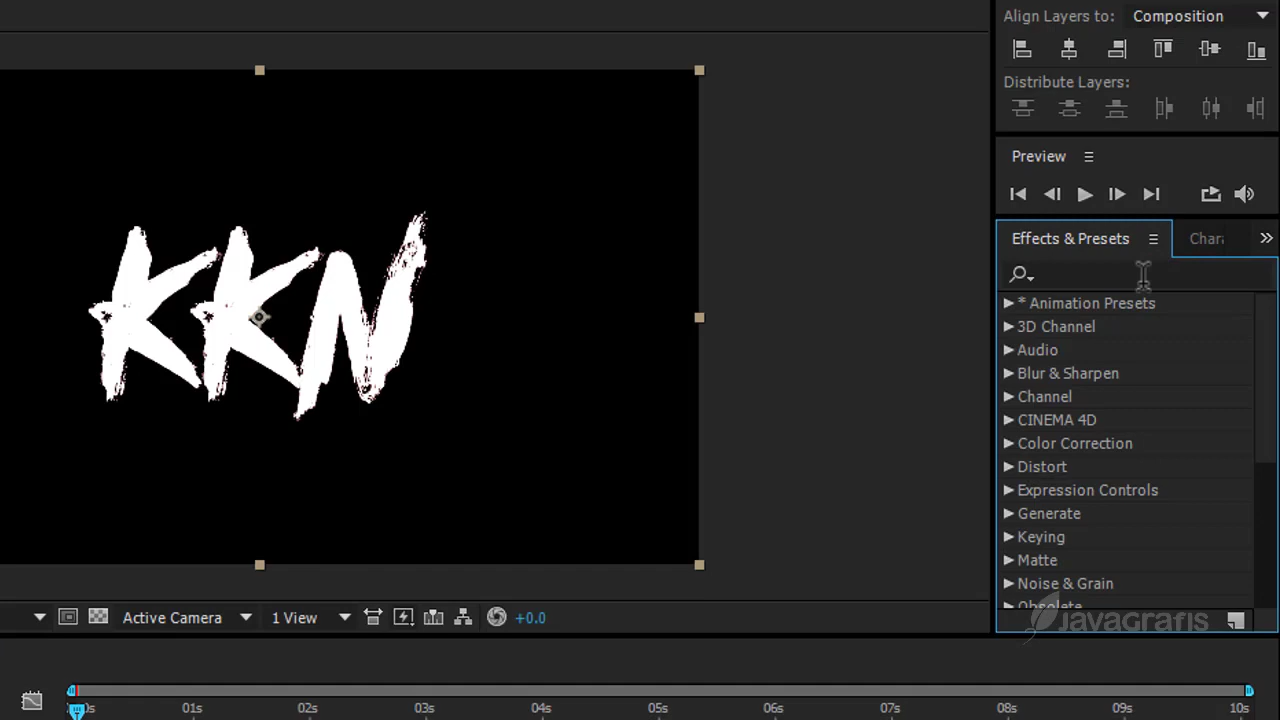 Align Layers to: Composition
Distribute Layers:
Preview
Effects & Presets
* Animation Presets
3D Channel
Audio
Blur & Sharpen
Channel
CINEMA 4D
Color Correction
Distort
Expression Controls
Generate
Keying
Matte
Noise & Grain
Obsolete
javagrafis
KKN
Active Camera
1 View
+0.0
01s
02s
03s
04s
05s
06s
07s
08s
09s
10s